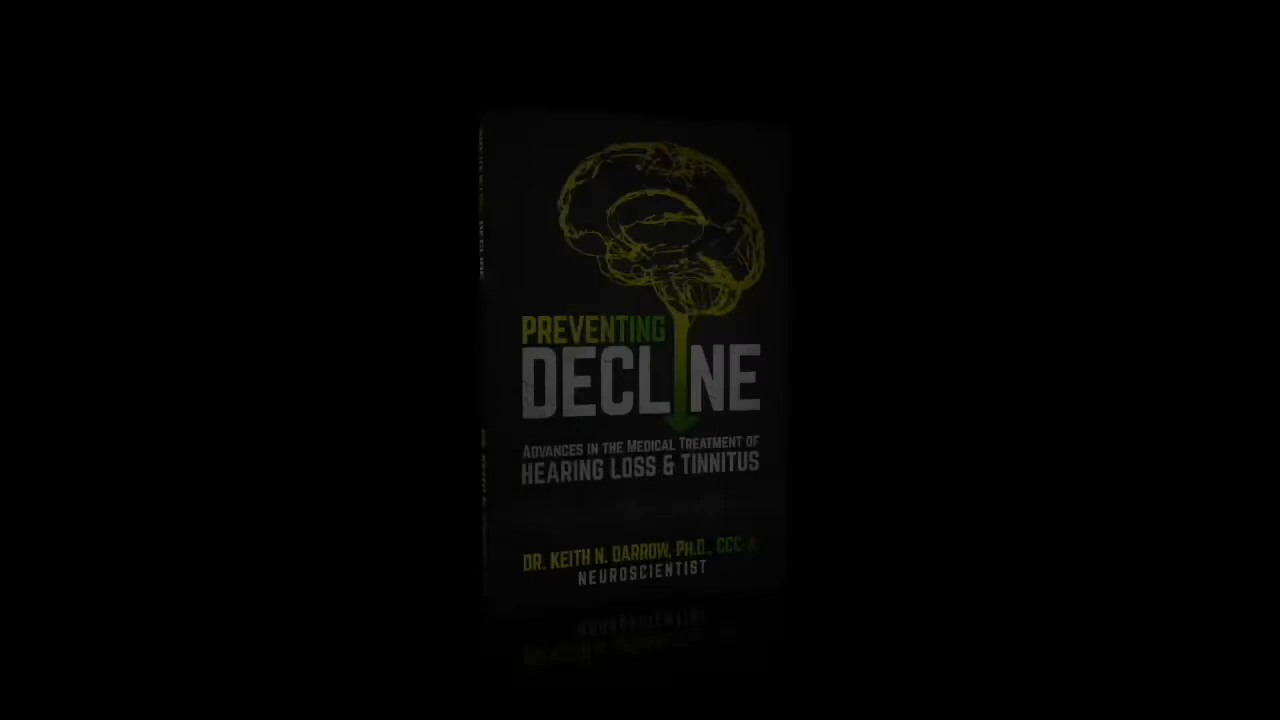 PREVENTING
DECLINE
ADVANCES IN THE MEDICAL TREATMENT OF
HEARING LOSS & TINNITUS
DR. KEITH N. DARROW, PH.D., CCC-A
NEUROSCIENTIST